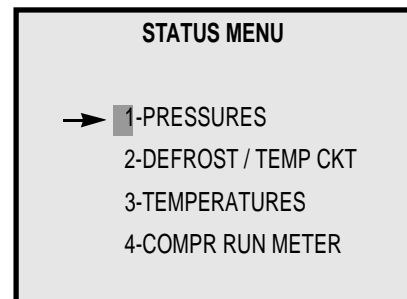 STATUS MENU
1-PRESSURES
2-DEFROST / TEMP CKT
3-TEMPERATURES
4-COMPR RUN METER